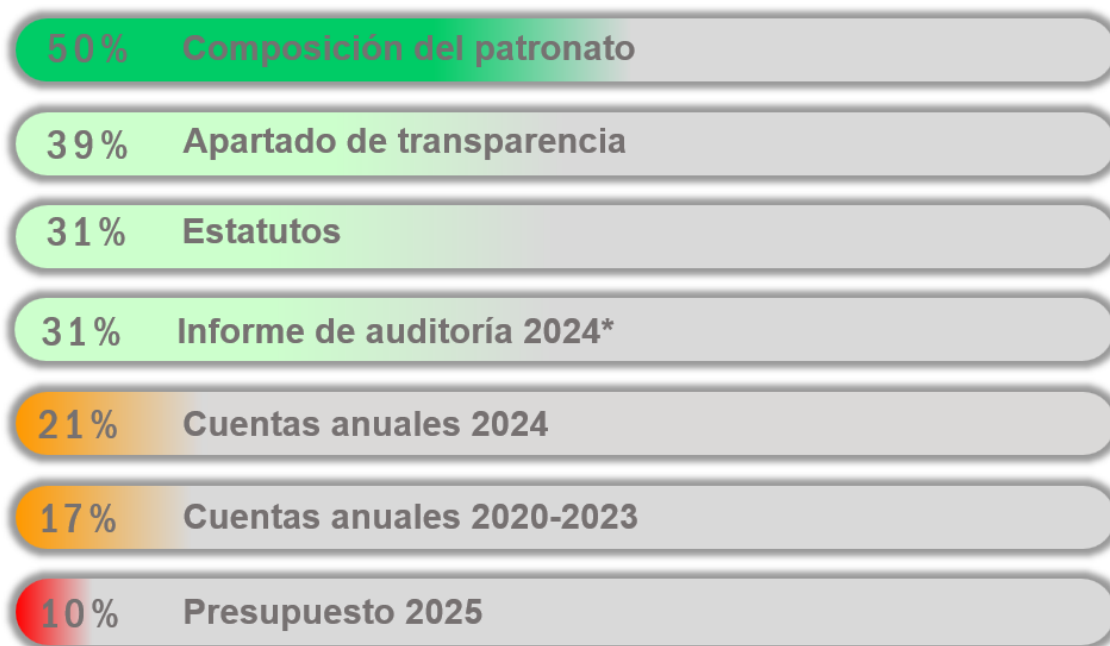 50% Composición del patronato
39% Apartado de transparencia
31% Estatutos
31% Informe de auditoría 2024*
21% Cuentas anuales 2024
17% Cuentas anuales 2020-2023
10% Presupuesto 2025